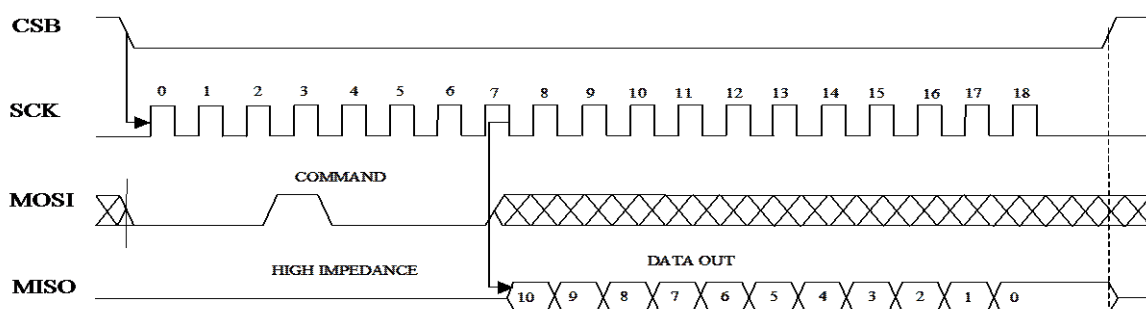 CSB
0 1 2 3 4 5 6 7 8 9 10 11 12 13 14 15 16 17 18
SCK
COMMAND
MOSI
HIGH IMPEDANCE DATA OUT
MISO
10 9 8 7 6 5 4 3 2 1 0